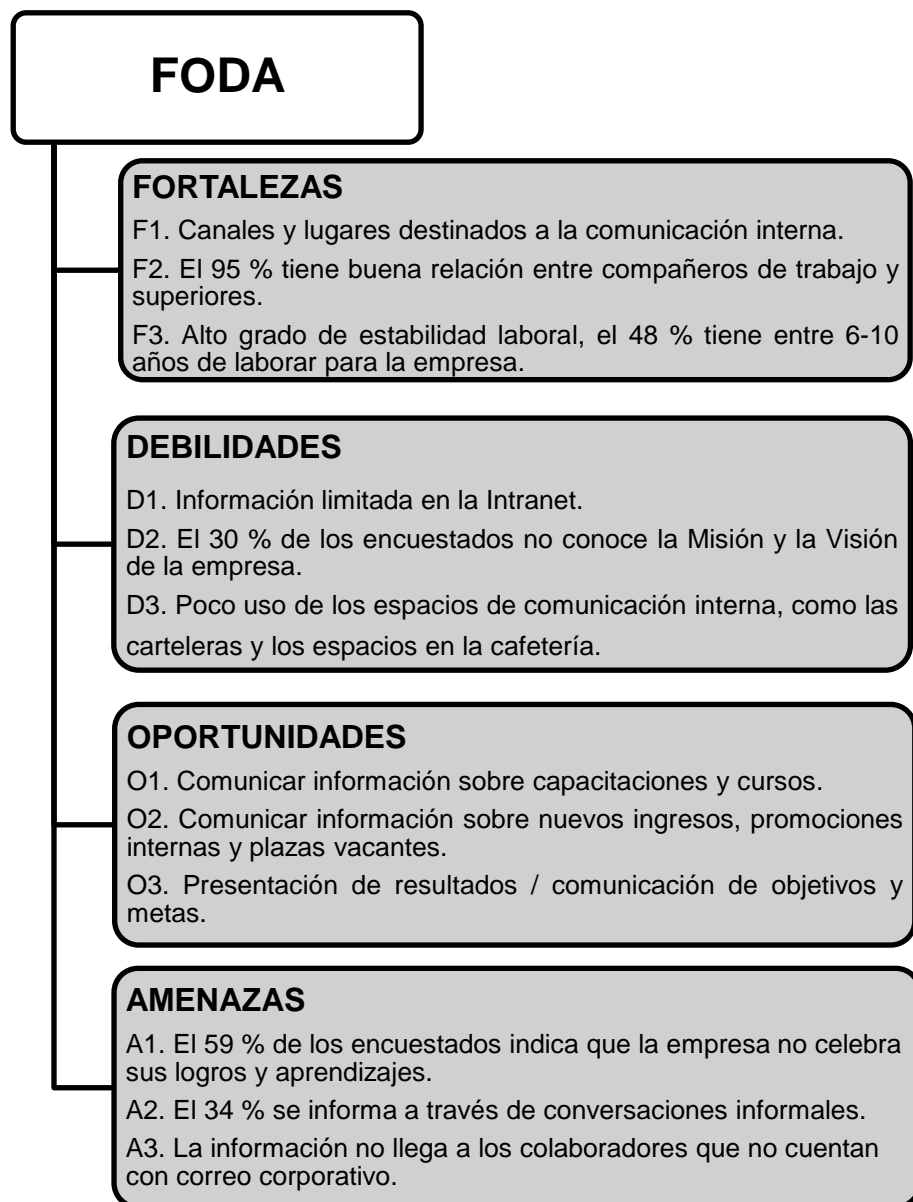 FODA
FORTALEZAS
F1. Canales y lugares destinados a la comunicación interna.
F2. El 95 % tiene buena relación entre compañeros de trabajo y
superiores.
F3. Alto grado de estabilidad laboral, el 48 % tiene entre 6-10
años de laborar para la empresa.
DEBILIDADES
D1. Información limitada en la Intranet.
D2. El 30 % de los encuestados no conoce la Misión y la Visión
de la empresa.
D3. Poco uso de los espacios de comunicación interna, como las
carteleras y los espacios en la cafetería.
OPORTUNIDADES
O1. Comunicar información sobre capacitaciones y cursos.
O2. Comunicar información sobre nuevos ingresos, promociones
internas y plazas vacantes.
O3. Presentación de resultados / comunicación de objetivos y
metas.
AMENAZAS
A1. El 59 % de los encuestados indica que la empresa no celebra
sus logros y aprendizajes.
A2. El 34 % se informa a través de conversaciones informales.
A3. La información no llega a los colaboradores que no cuentan
con correo corporativo.